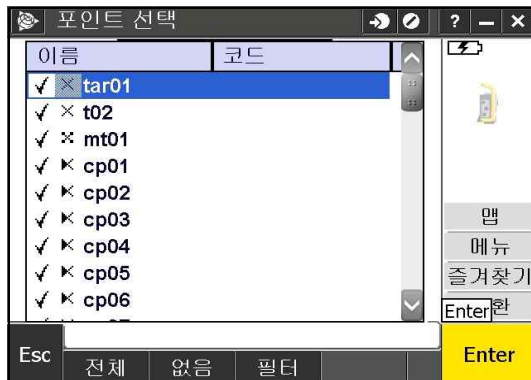 포인트 선택
? – ×
이름 코드
tar01
t02
mt01
cp01
cp02
cp03
cp04
cp05
cp06
맵
메뉴
즐겨찾기
Enter 환
Esc 전체 없음 필터 Enter